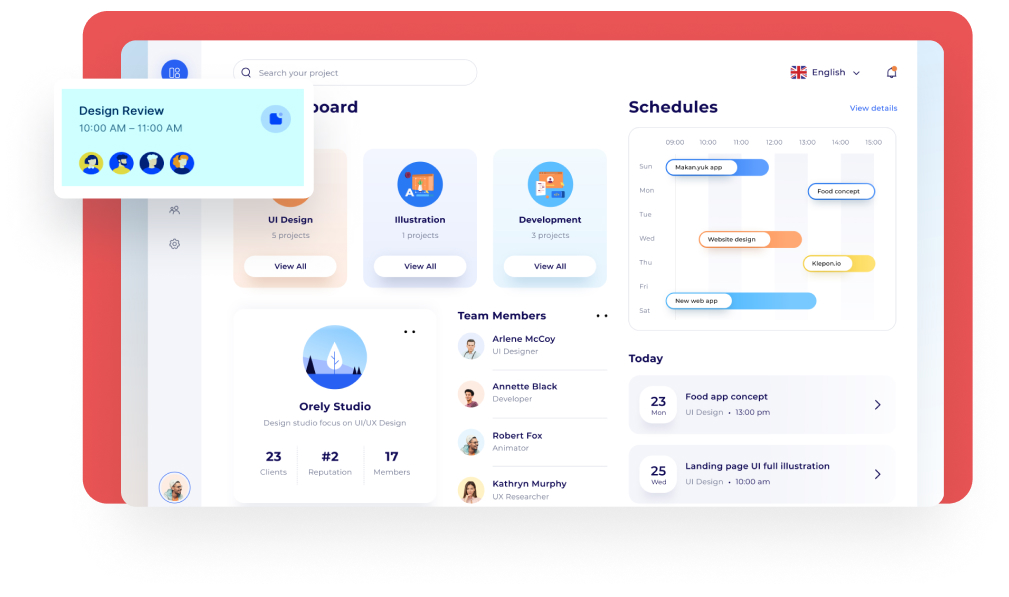 Search your project
English
Design Review
10:00 AM – 11:00 AM
board
UI Design
5 projects
View All
Illustration
1 projects
View All
Development
3 projects
View All
Orely Studio
Design studio focus on UI/UX Design
23
Clients
#2
Reputation
17
Members
Team Members
Arlene McCoy
UI Designer
Annette Black
Developer
Robert Fox
Animator
Kathryn Murphy
UX Researcher
Schedules
View details
09:00 10:00 11:00 12:00 13:00 14:00 15:00
Sun
Makan.yuk app
Mon
Food concept
Tue
Wed
Website design
Thu
Klepon.io
Fri
Sat
New web app
Today
23
Mon
Food app concept
UI Design • 13:00 pm
25
Wed
Landing page UI full illustration
UI Design • 10:00 am
A